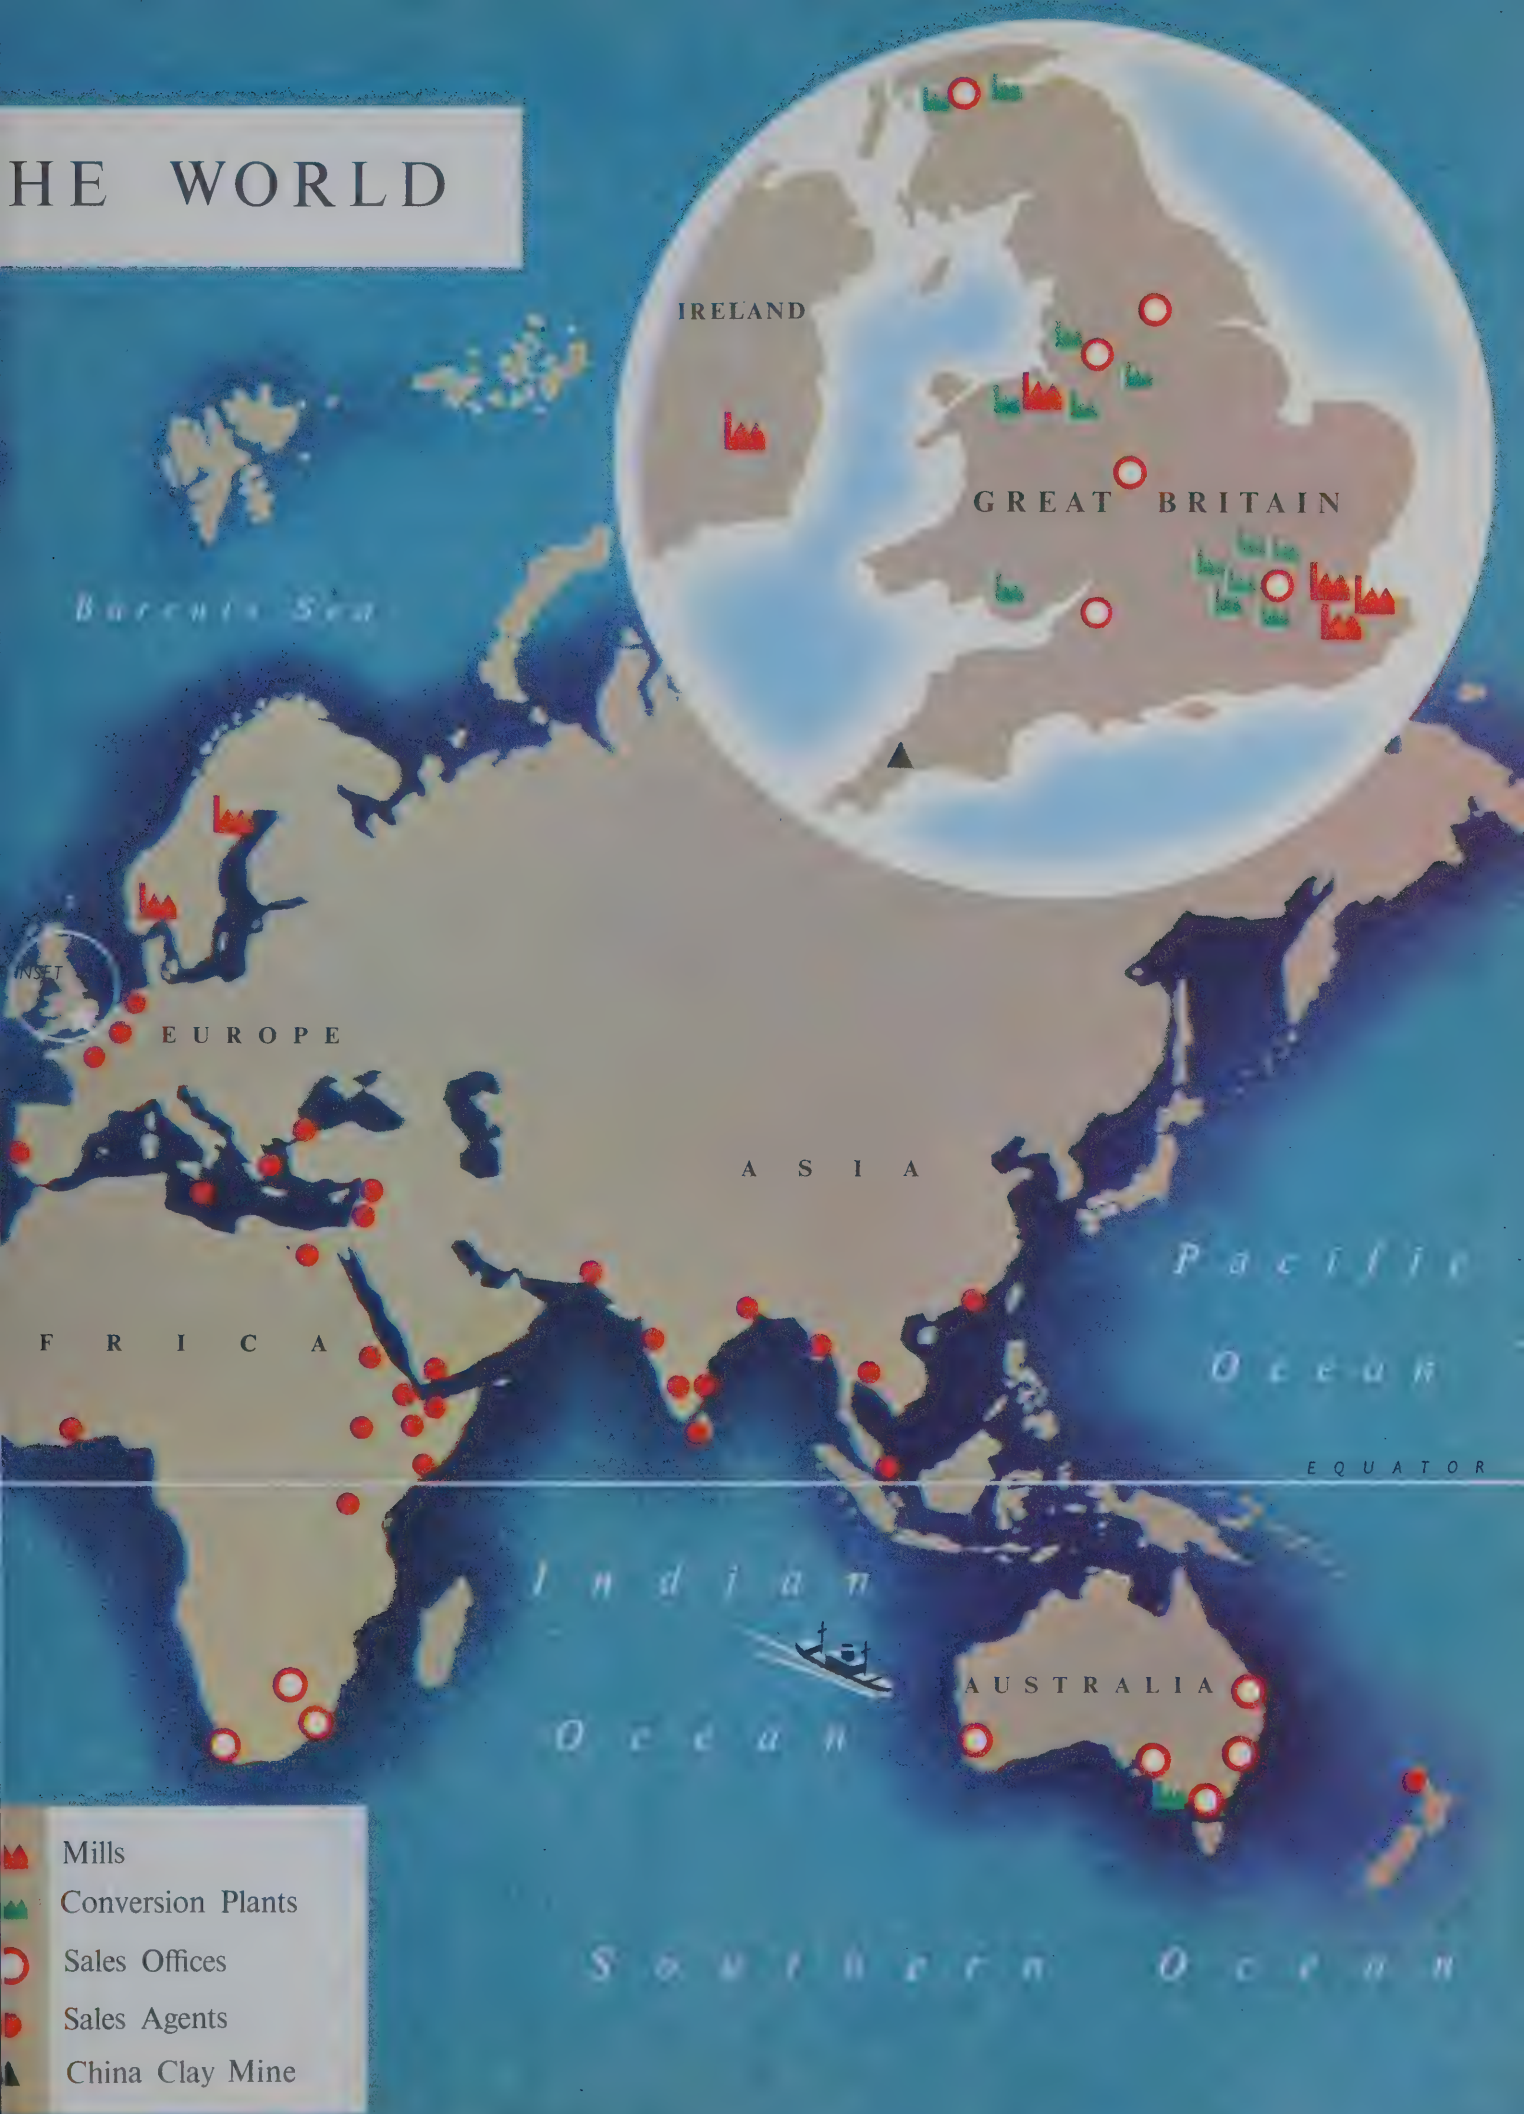 HE WORLD
IRELAND
GREAT BRITAIN
Barents Sea
INSET
EUROPE
ASIA
Pacific
Ocean
FRICA
EQUATOR
Indian
Ocean
AUSTRALIA
Mills
Conversion Plants
Sales Offices
Sales Agents
China Clay Mine
Southern Ocean